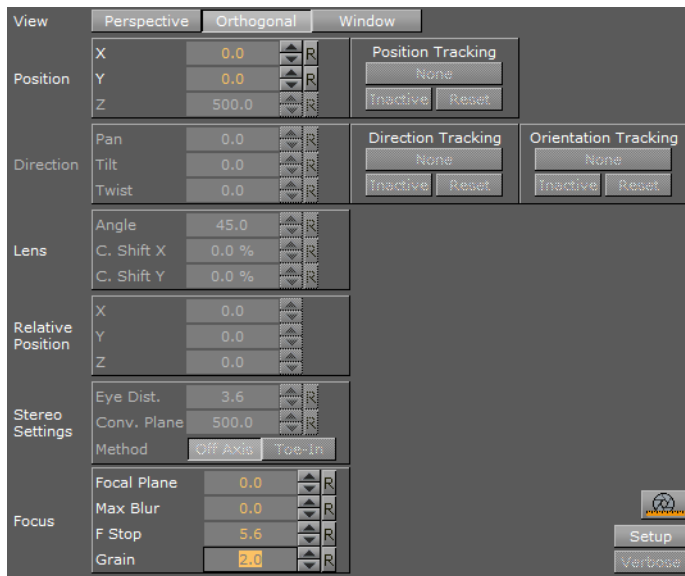 View Perspective Orthogonal Window
X 0.0 R Position Tracking
Position Y 0.0 R None
Z 500.0 R Inactive Reset
Pan 0.0 R Direction Tracking Orientation Tracking
Direction Tilt 0.0 R None None
Twist 0.0 R Inactive Reset Inactive Reset
Angle 45.0 R
Lens C. Shift X 0.0 % R
C. Shift Y 0.0 % R
X 0.0
Relative Position Y 0.0
Z 0.0
Eye Dist. 3.6 R
Stereo Settings Conv. Plane 500.0 R
Method Off Axis Toe-In
Focal Plane 0.0 R
Max Blur 0.0 R
Focus F Stop 5.6 R Setup
Grain 2.0 R Verbose